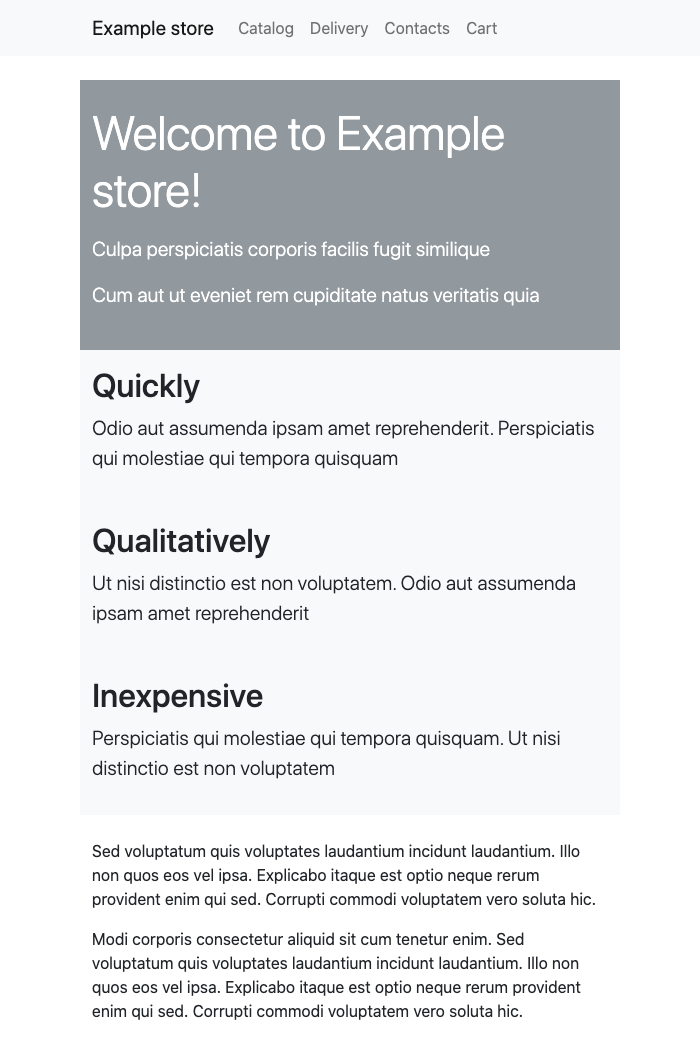 Example store Catalog Delivery Contacts Cart
Welcome to Example
store!
Culpa perspiciatis corporis facilis fugit similique
Cum aut ut eveniet rem cupiditate natus veritatis quia
Quickly
Odio aut assumenda ipsam amet reprehenderit. Perspiciatis
qui molestiae qui tempora quisquam
Qualitatively
Ut nisi distinctio est non voluptatem. Odio aut assumenda
ipsam amet reprehenderit
Inexpensive
Perspiciatis qui molestiae qui tempora quisquam. Ut nisi
distinctio est non voluptatem
Sed voluptatum quis voluptates laudantium incidunt laudantium. Illo
non quos eos vel ipsa. Explicabo itaque est optio neque rerum
provident enim qui sed. Corrupti commodi voluptatem vero soluta hic.
Modi corporis consectetur aliquid sit cum tenetur enim. Sed
voluptatum quis voluptates laudantium incidunt laudantium. Illo non
quos eos vel ipsa. Explicabo itaque est optio neque rerum provident
enim qui sed. Corrupti commodi voluptatem vero soluta hic.